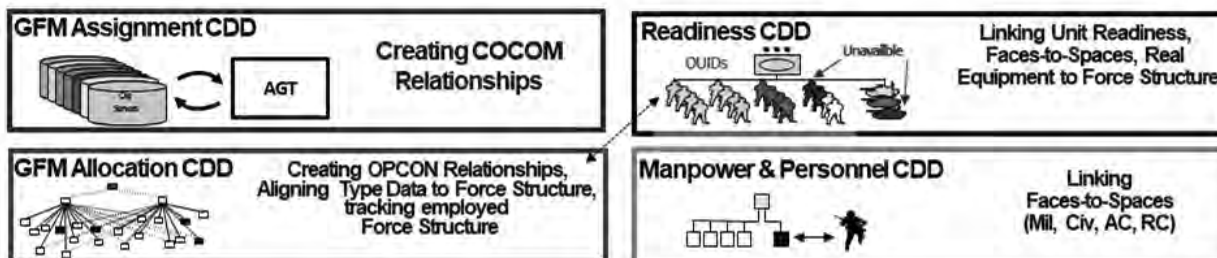 GFM Assignment CDD
Creating COCOM
Relationships
Org
Servers
AGT
Readiness CDD
OUIDs
Unavailble
Linking Unit Readiness,
Faces-to-Spaces, Real
Equipment to Force Structure
GFM Allocation CDD
Creating OPCON Relationships,
Aligning Type Data to Force Structure,
tracking employed
Force Structure
Manpower & Personnel CDD
Linking
Faces-to-Spaces
(Mil, Civ, AC, RC)